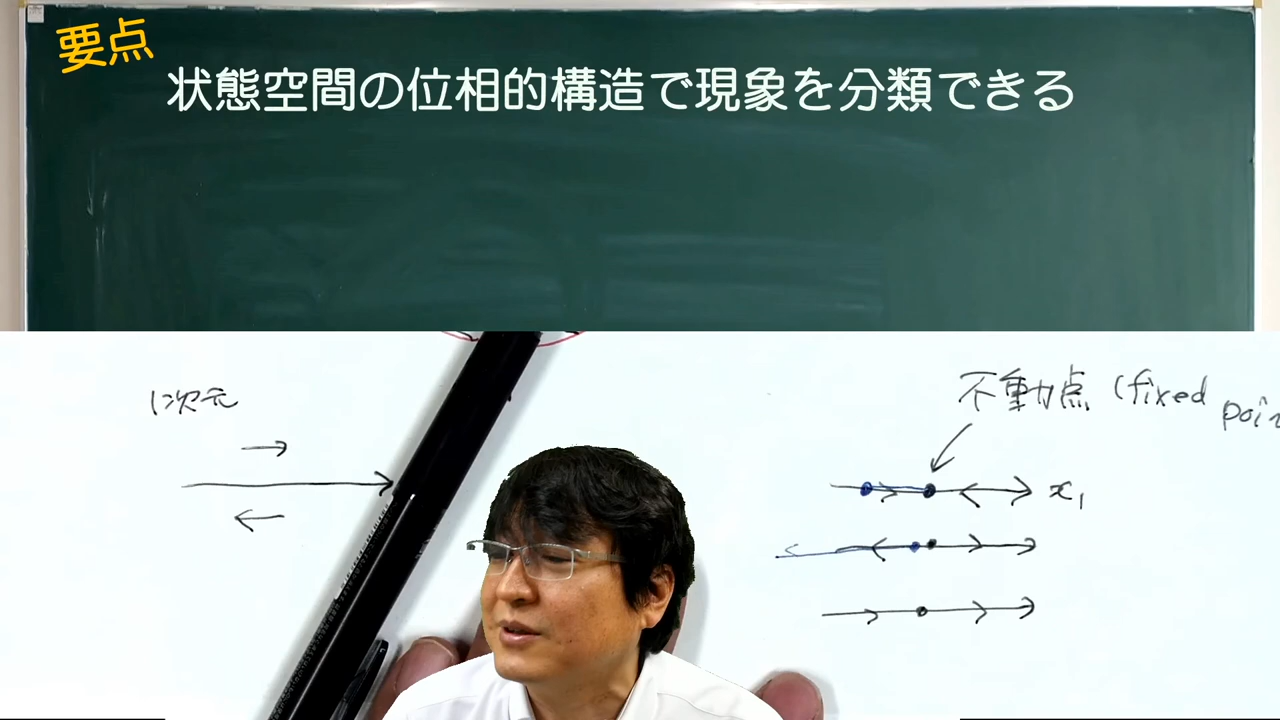 要点
状態空間の位相的構造で現象を分類できる
1次元
不動点 (fixed
x₁